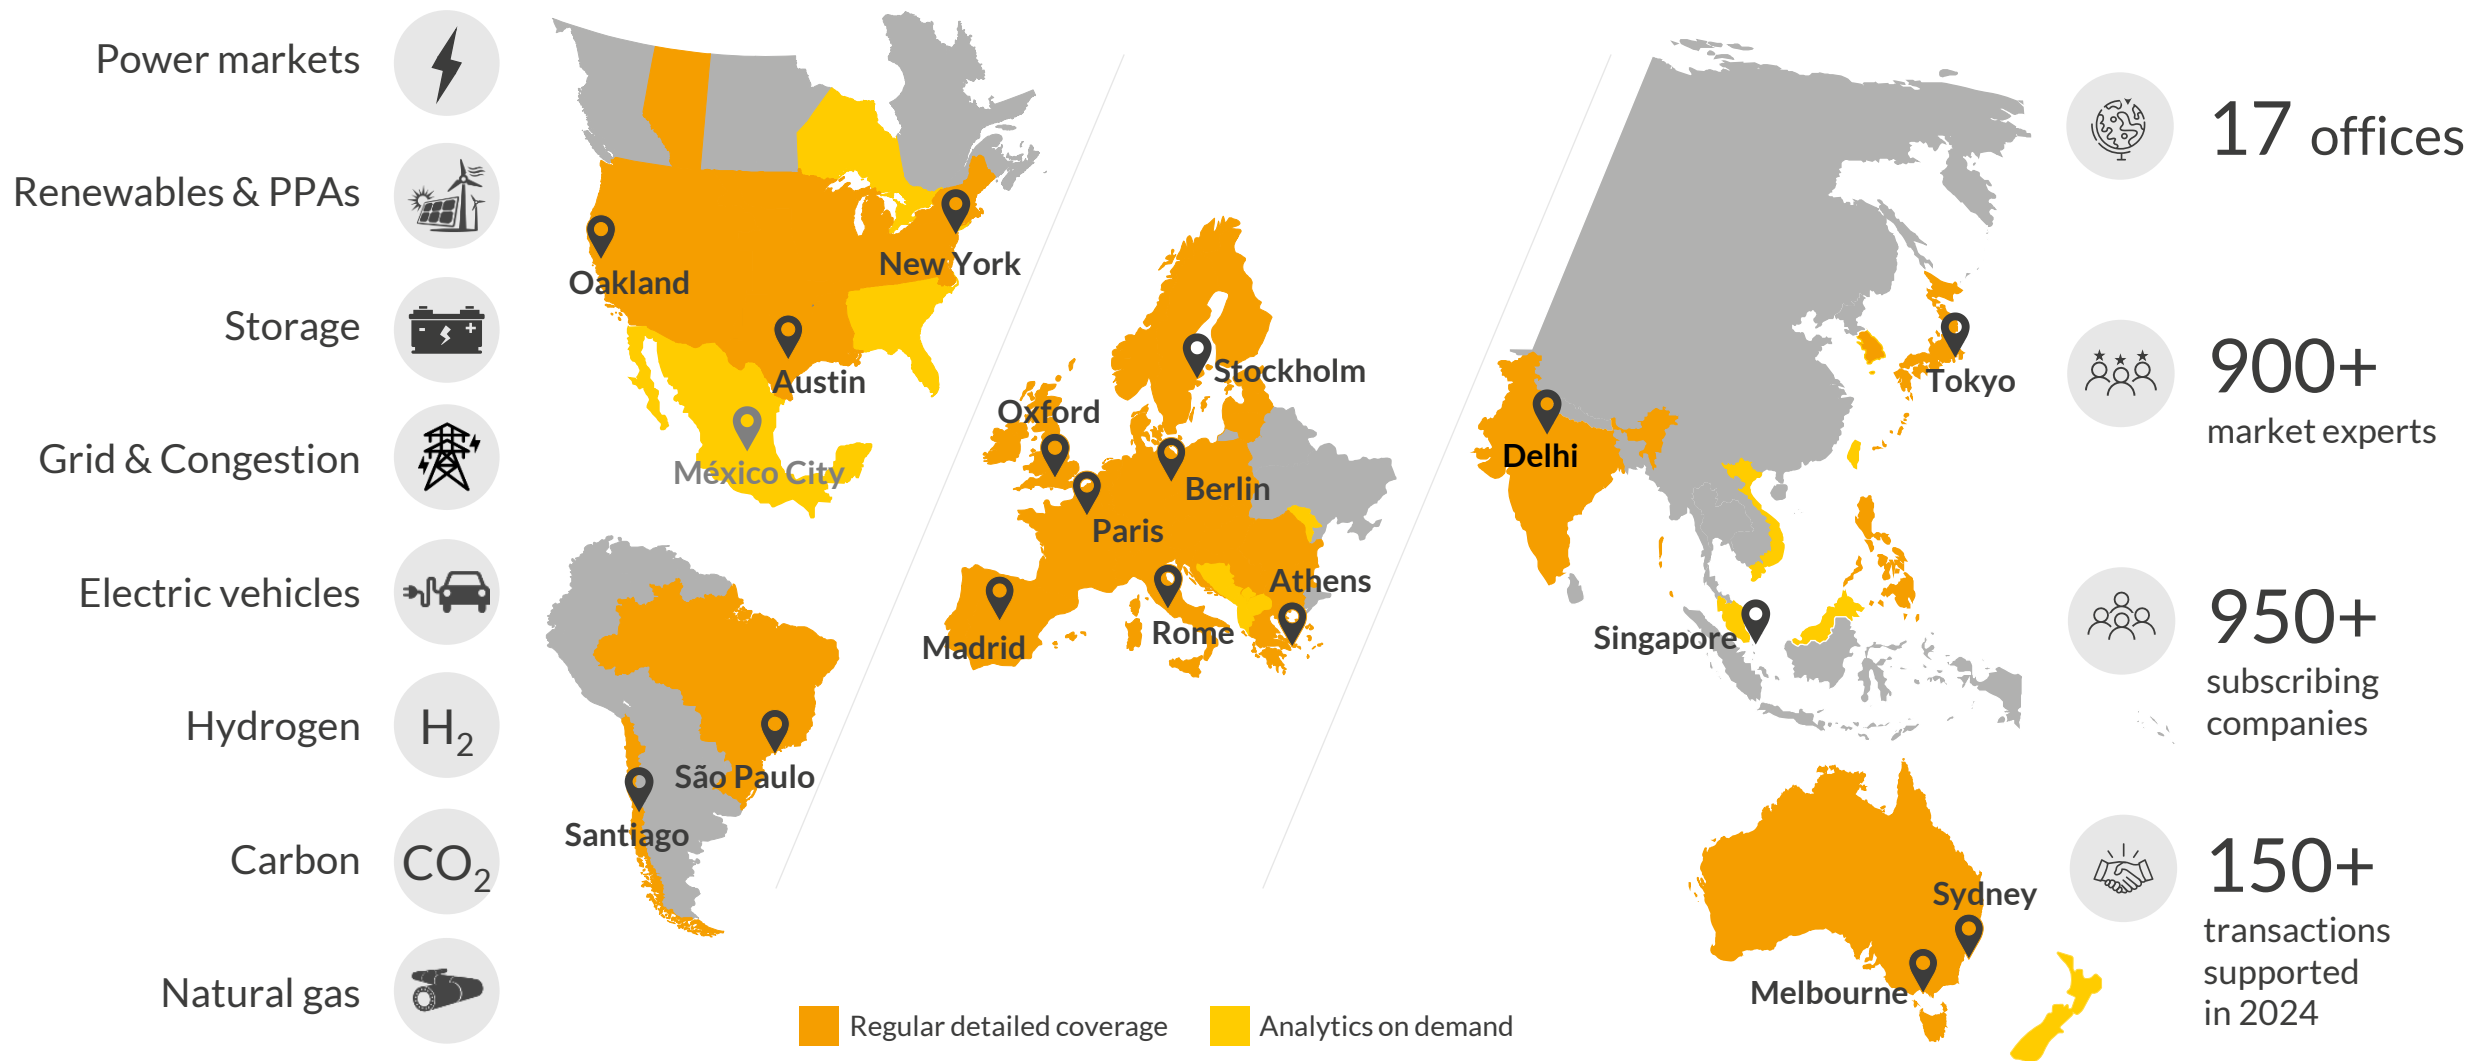 Power markets
Renewables & PPAs
Storage
Grid & Congestion
Electric vehicles
Hydrogen
H2
Carbon
CO2
Natural gas
Oakland
New York
Austin
México City
São Paulo
Santiago
Stockholm
Oxford
Berlin
Paris
Athens
Madrid
Rome
Tokyo
Delhi
Singapore
Sydney
Melbourne
Regular detailed coverage
Analytics on demand
17 offices
900+
market experts
950+
subscribing
companies
150+
transactions
supported
in 2024